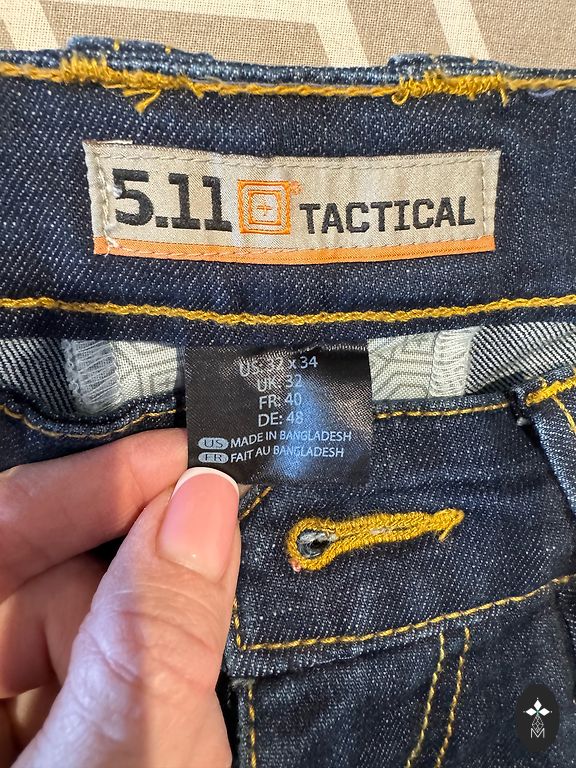 5.11 TACTICAL
US: 32 x 34
UK: 32
FR: 40
DE: 48
US MADE IN BANGLADESH
FR FAIT AU BANGLADESH
M